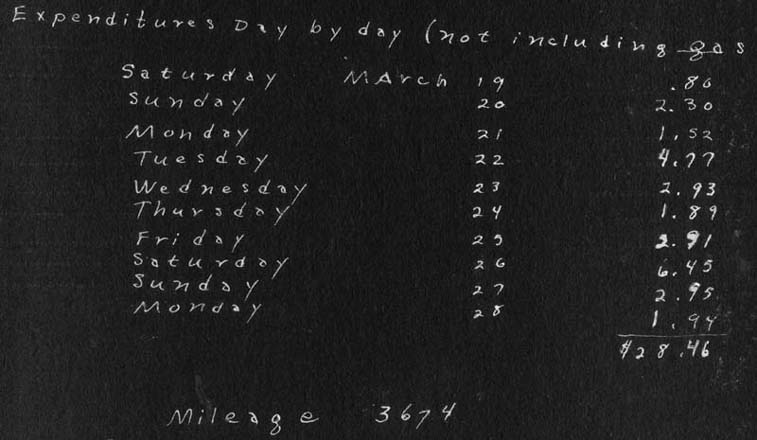 Expenditures Day by day (not including gas
Saturday March 19 .80
Sunday 20 2.30
Monday 21 1.52
Tuesday 22 4.77
Wednesday 23 2.93
Thursday 24 1.89
Friday 25 2.91
Saturday 26 6.45
Sunday 27 2.95
Monday 28 1.94
$28.46
Mileage 3674